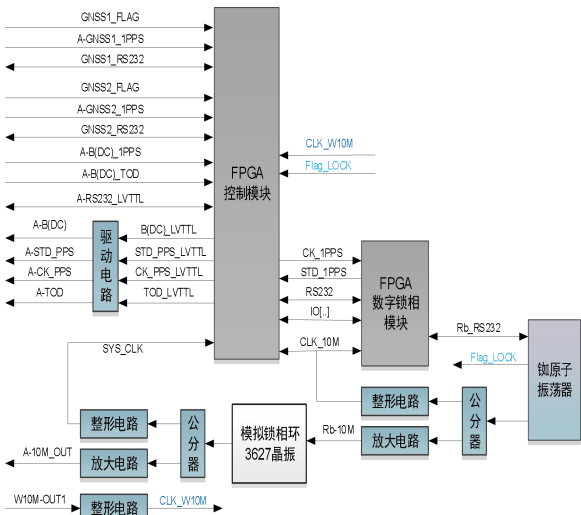 GNSS1_FLAG
A-GNSS1_1PPS
GNSS1_RS232
GNSS2_FLAG
A-GNSS2_1PPS
GNSS2_RS232
A-B(DC)_1PPS
A-B(DC)_TOD
A-RS232_LVTTL
FPGA
控制模块
CLK_W10M
Flag_LOCK
A-B(DC)
A-STD_PPS
A-CK_PPS
A-TOD
驱
动
电
路
B(DC)_LVTTL
STD_PPS_LVTTL
CK_PPS_LVTTL
TOD_LVTTL
CK_1PPS
STD_1PPS
RS232
IO[..]
CLK_10M
FPGA
数字锁相
模块
Rb_RS232
Flag_LOCK
铷原子
振荡器
SYS_CLK
整形电路
放大电路
公
分
器
模拟锁相环
3627晶振
Rb-10M
整形电路
放大电路
公
分
器
A-10M_OUT
W10M-OUT1
整形电路
CLK_W10M